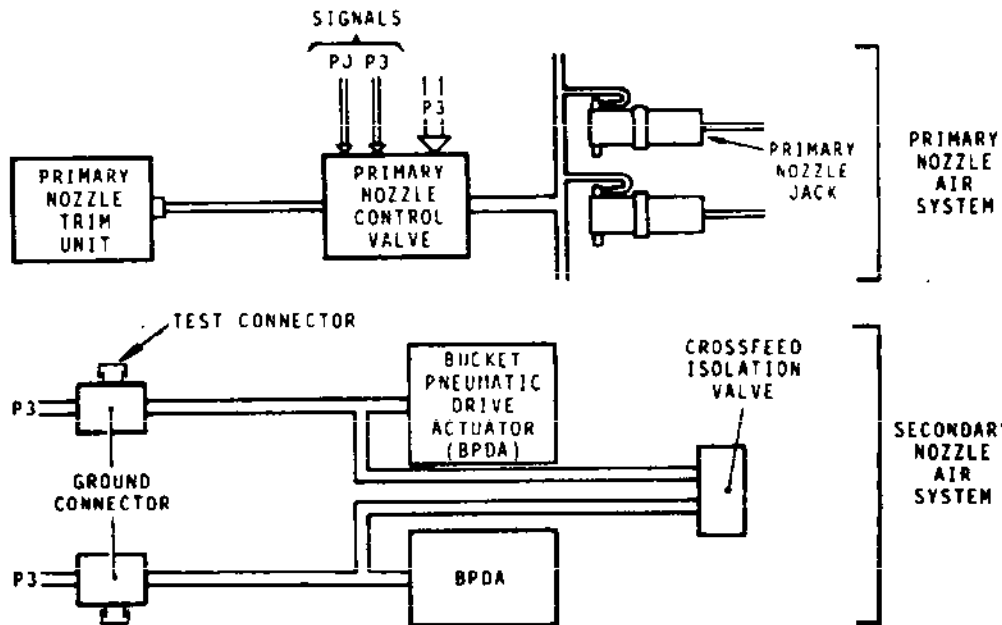 SIGNALS
PJ P3
P3
PRIMARY
NOZZLE
TRIM
UNIT
PRIMARY
NOZZLE
CONTROL
VALVE
PRIMARY
NOZZLE
JACK
PRIMARY
NOZZLE
AIR
SYSTEM
TEST CONNECTOR
P3
GROUND
CONNECTOR
P3
BUCKET
PNEUMATIC
DRIVE
ACTUATOR
(BPDA)
BPDA
CROSSFEED
ISOLATION
VALVE
SECONDARY
NOZZLE
AIR
SYSTEM